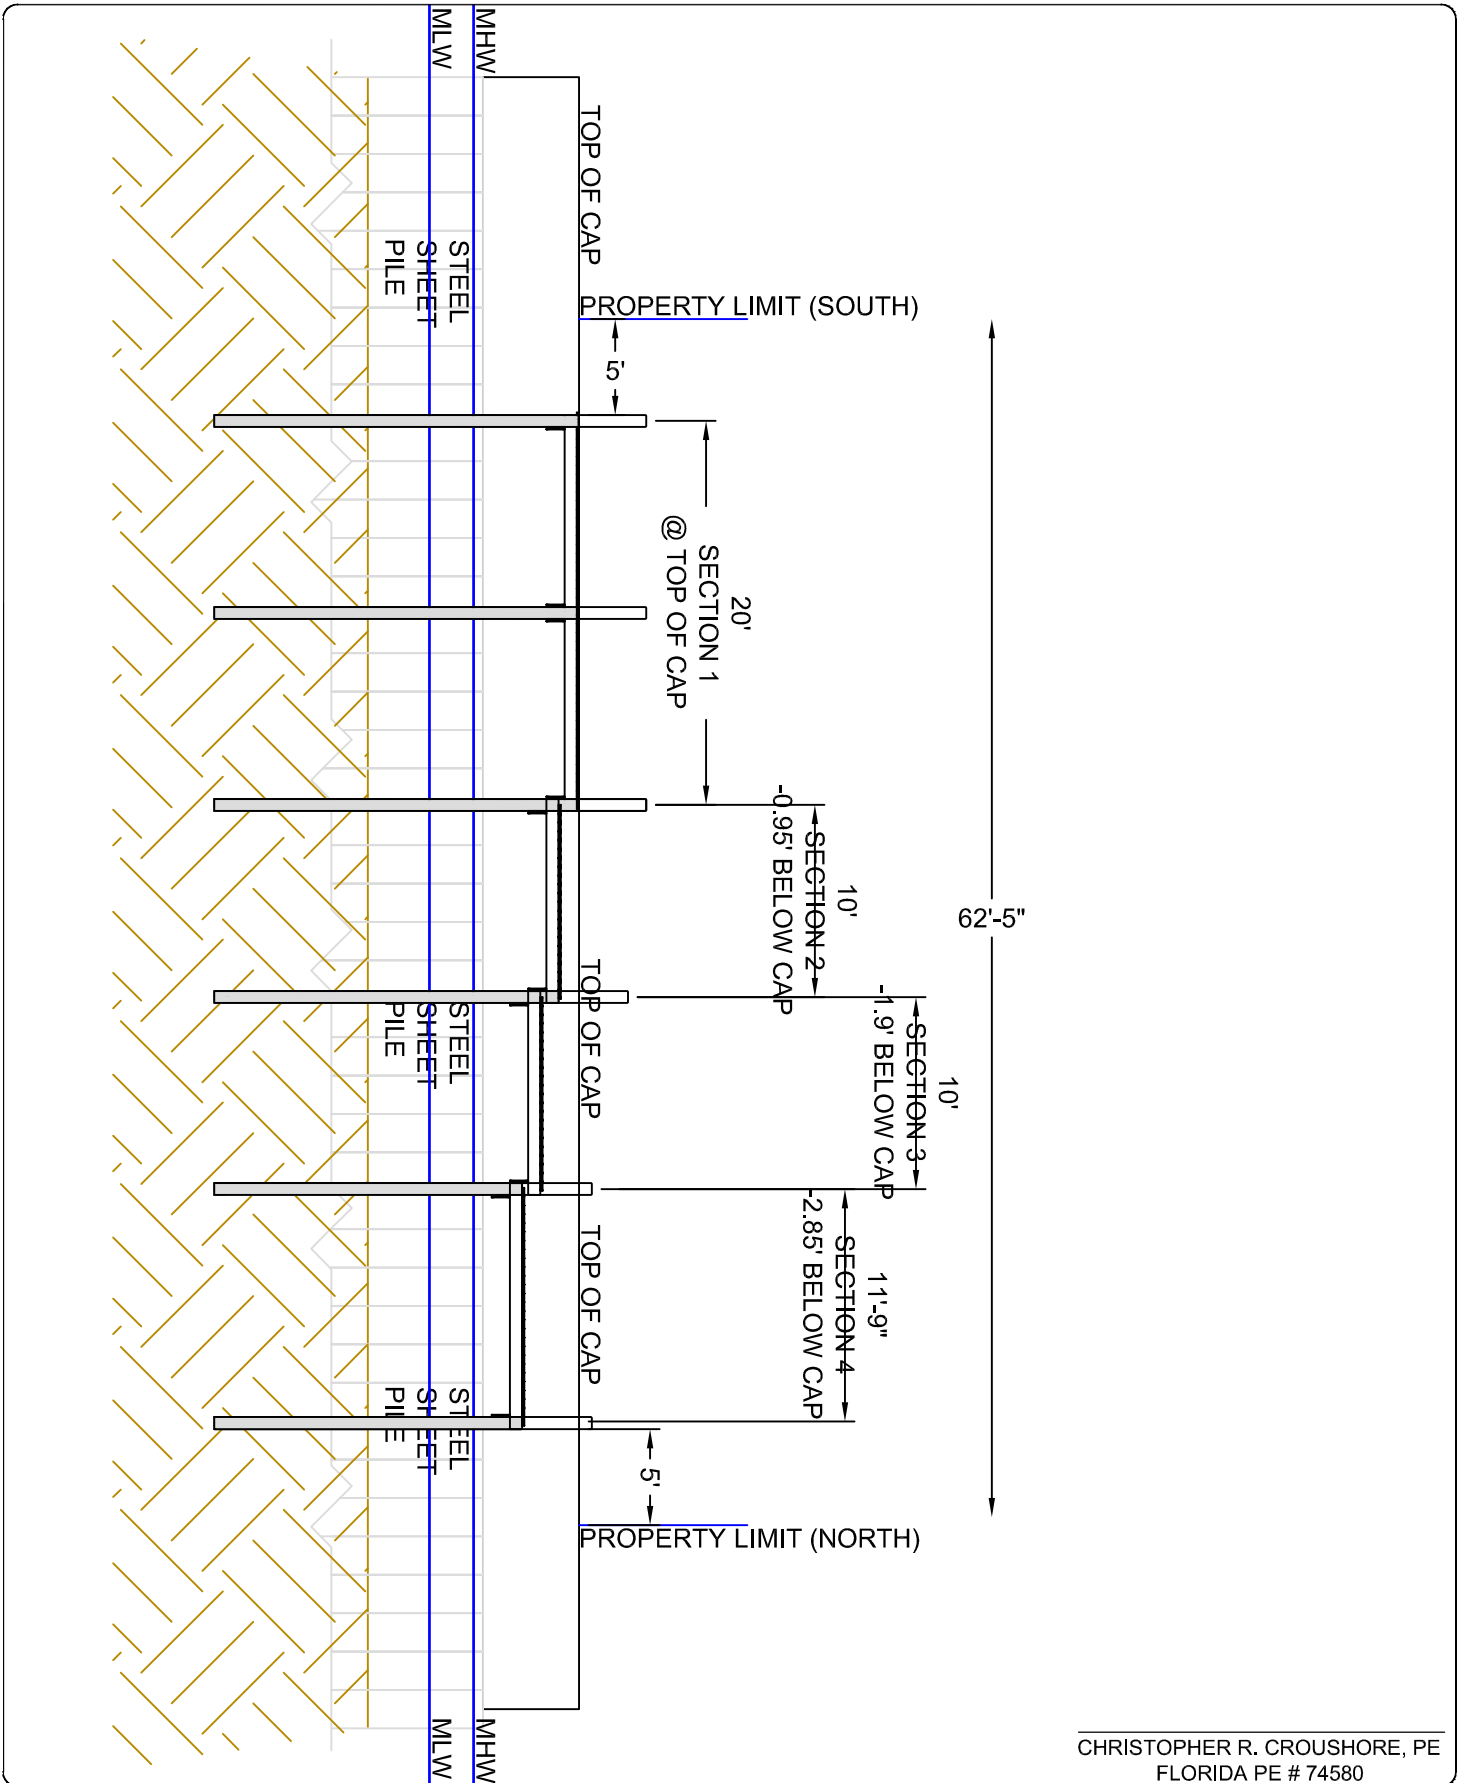 MLW
MHW
TOP OF CAP
STEEL
SHEET
PILE
PROPERTY LIMIT (SOUTH)
5'
20'
SECTION 1
@ TOP OF CAP
10'
SECTION 2
-0.95' BELOW CAP
62'-5"
TOP OF CAP
STEEL
SHEET
PILE
10'
SECTION 3
-1.9' BELOW CAP
11'-9"
SECTION 4
-2.85' BELOW CAP
TOP OF CAP
STEEL
SHEET
PILE
5'
PROPERTY LIMIT (NORTH)
MLW
MHW
CHRISTOPHER R. CROUSHORE, PE
FLORIDA PE # 74580